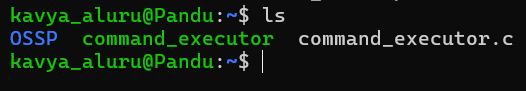 kavya_aluru@Pandu:~$ ls
OSSP  command_executor  command_executor.c
kavya_aluru@Pandu:~$